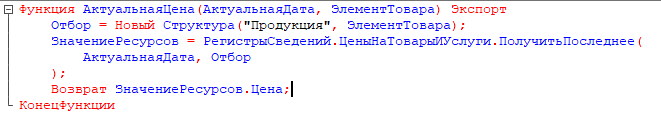 функция АктуальнаяЦена(АктуальнаяДата, ЭлементТовара) Экспорт
Отбор = Новый Структура("Продукция", ЭлементТовара);
ЗначениеРесурсов = РегистрыСведений.ЦеныНаТоварыИУслуги.ПолучитьПоследнее(
АктуальнаяДата, Отбор
);
Возврат ЗначениеРесурсов.Цена;
Конецфункции